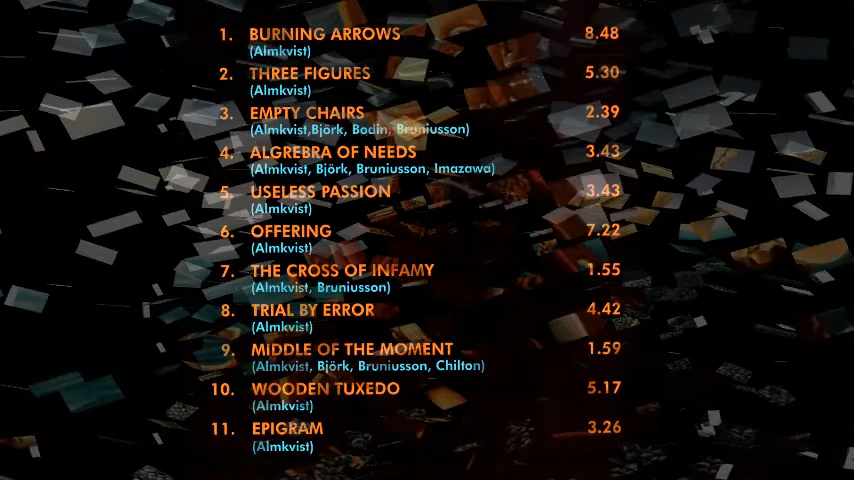 1. BURNING ARROWS 8.48
(Almkvist)
2. THREE FIGURES 5.30
(Almkvist)
3. EMPTY CHAIRS 2.39
(Almkvist,Björk, Bodin, Bruniusson)
4. ALGREBRA OF NEEDS 3.43
(Almkvist, Björk, Bruniusson, Imazawa)
5. USELESS PASSION 3.43
(Almkvist)
6. OFFERING 7.22
(Almkvist)
7. THE CROSS OF INFAMY 1.55
(Almkvist, Bruniusson)
8. TRIAL BY ERROR 4.42
(Almkvist)
9. MIDDLE OF THE MOMENT 1.59
(Almkvist, Björk, Bruniusson, Chilton)
10. WOODEN TUXEDO 5.17
(Almkvist)
11. EPIGRAM 3.26
(Almkvist)